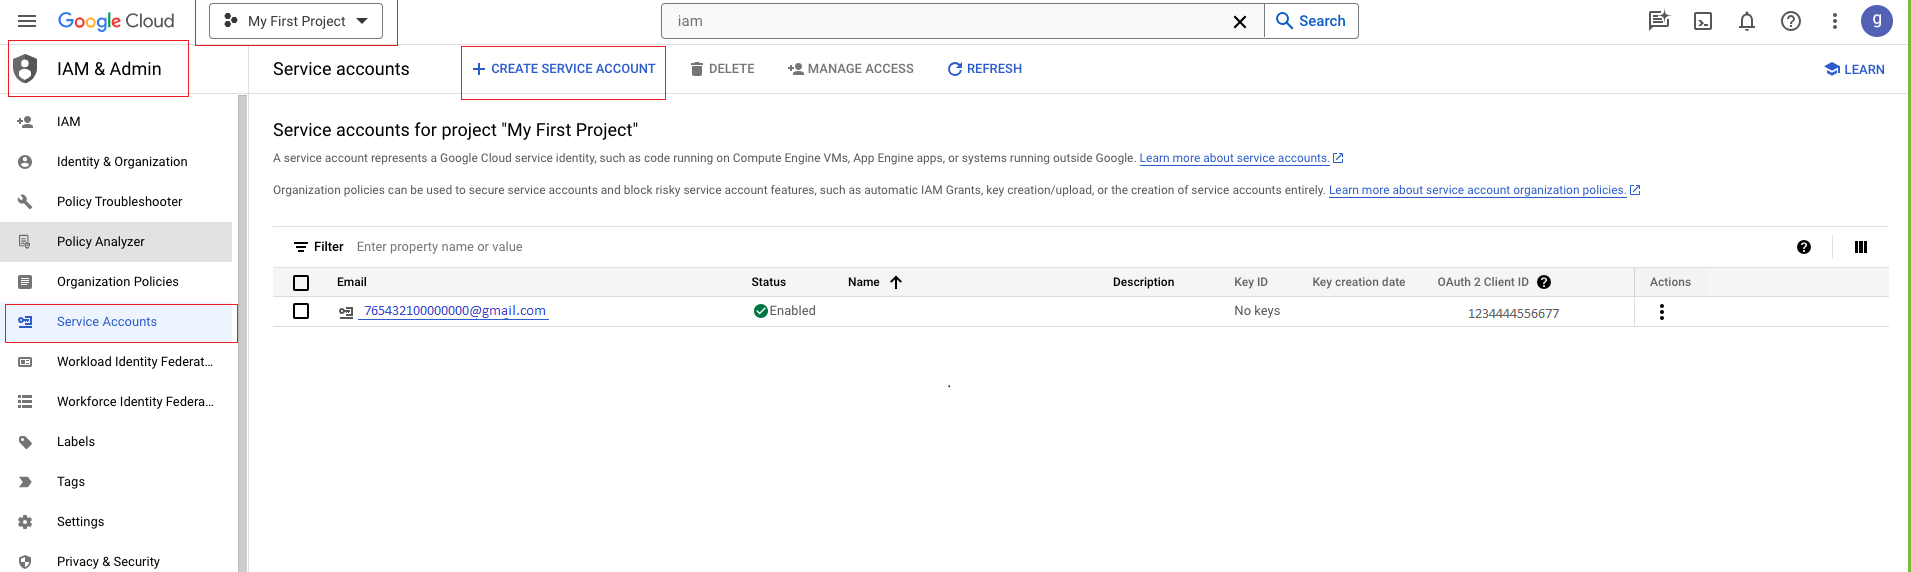 Google Cloud
My First Project
iam
Search
g
IAM & Admin
Service accounts
CREATE SERVICE ACCOUNT
DELETE
MANAGE ACCESS
REFRESH
LEARN
IAM
Identity & Organization
Policy Troubleshooter
Policy Analyzer
Organization Policies
Service Accounts
Workload Identity Federat...
Workforce Identity Federa...
Labels
Tags
Settings
Privacy & Security
Service accounts for project "My First Project"
A service account represents a Google Cloud service identity, such as code running on Compute Engine VMs, App Engine apps, or systems running outside Google. Learn more about service accounts.
Organization policies can be used to secure service accounts and block risky service account features, such as automatic IAM Grants, key creation/upload, or the creation of service accounts entirely. Learn more about service account organization policies.
Filter Enter property name or value
Email Status Name Description Key ID Key creation date OAuth 2 Client ID Actions
765432100000000@gmail.com Enabled No keys 1234444556677
.